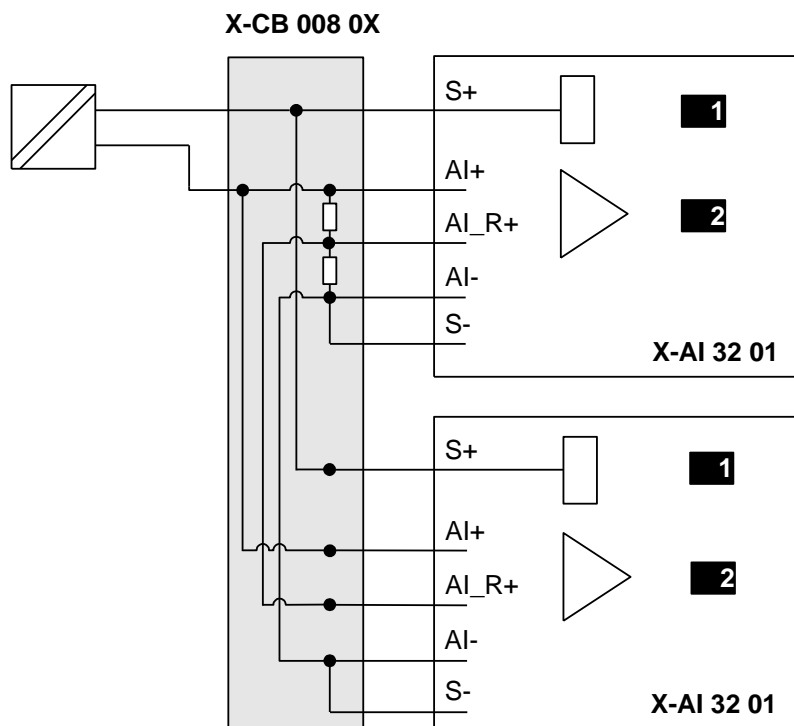 X-CB 008 0X
S+
1
AI+
2
AI_R+
AI-
S-
X-AI 32 01
S+
1
AI+
2
AI_R+
AI-
S-
X-AI 32 01